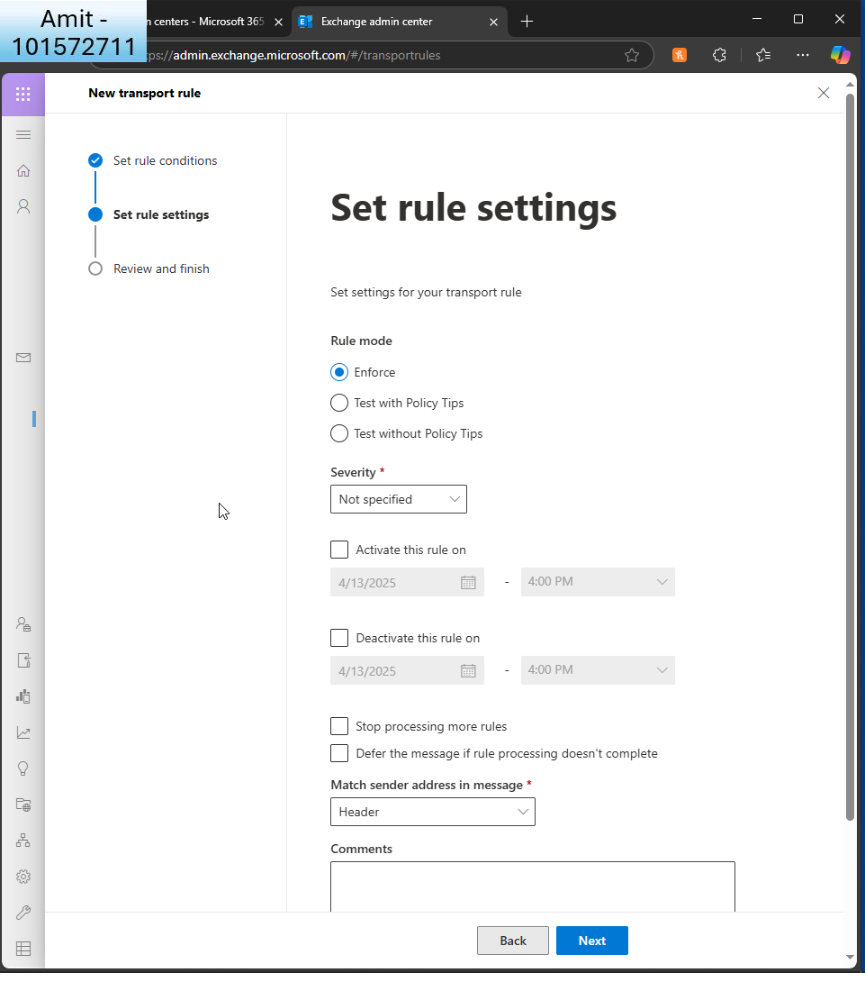 Amit -
101572711
n centers - Microsoft 365
Exchange admin center
ps://admin.exchange.microsoft.com/#/transportrules
New transport rule
Set rule conditions
Set rule settings
Review and finish
Set rule settings
Set settings for your transport rule
Rule mode
Enforce
Test with Policy Tips
Test without Policy Tips
Severity *
Not specified
Activate this rule on
4/13/2025 - 4:00 PM
Deactivate this rule on
4/13/2025 - 4:00 PM
Stop processing more rules
Defer the message if rule processing doesn't complete
Match sender address in message *
Header
Comments
Back Next